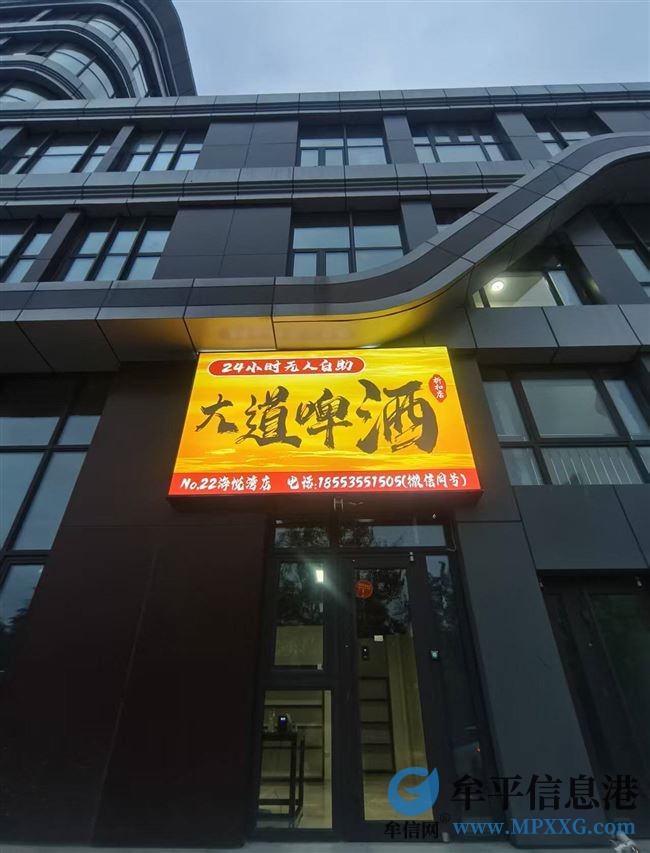 24小时无人自助
大道啤酒
折扣店
No.22海悦湾店 电话:18553551505(微信同号)
牟平信息港
牟信网®
www.MPXXG.com